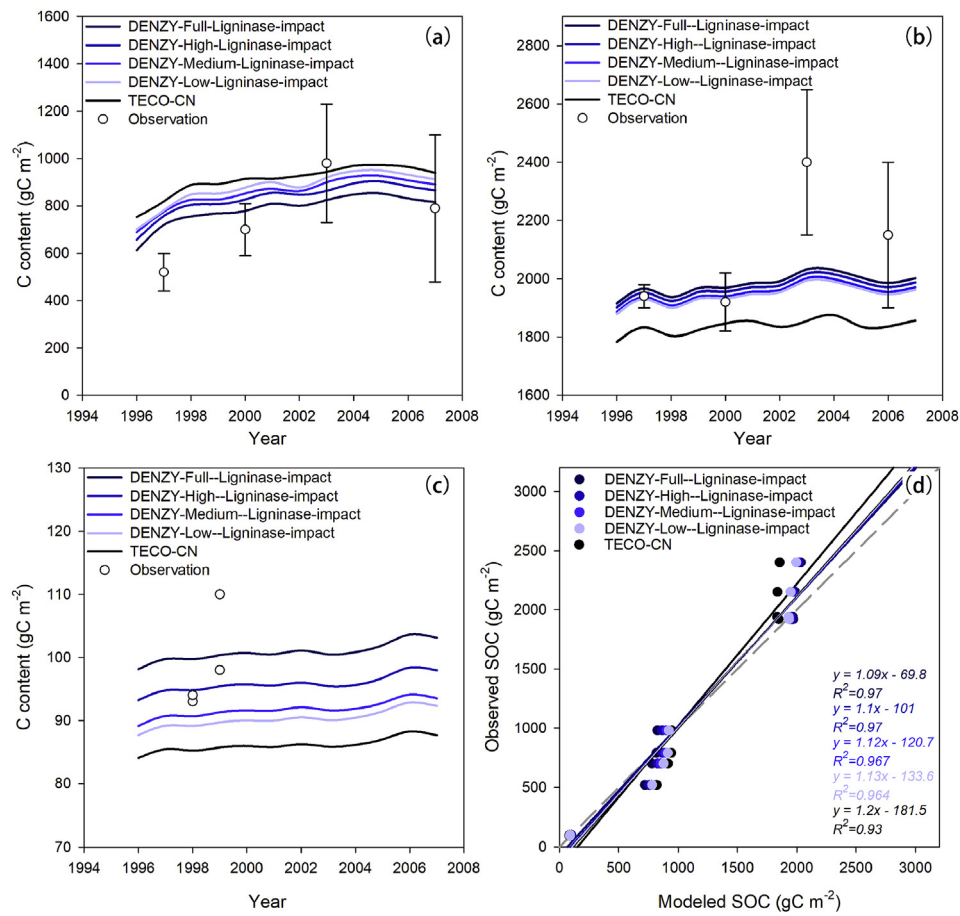 DENZY-Full-Ligninase-impact
DENZY-High-Ligninase-impact
DENZY-Medium-Ligninase-impact
DENZY-Low-Ligninase-impact
TECO-CN
Observation
(a)
C content (gC m⁻²)
1600
1400
1200
1000
800
600
400
200
0
1994 1996 1998 2000 2002 2004 2006 2008
Year
DENZY-Full--Ligninase-impact
DENZY-High--Ligninase-impact
DENZY-Medium--Ligninase-impact
DENZY-Low--Ligninase-impact
TECO-CN
Observation
(b)
C content (gC m⁻²)
2800
2600
2400
2200
2000
1800
1600
1994 1996 1998 2000 2002 2004 2006 2008
Year
DENZY-Full--Ligninase-impact
DENZY-High--Ligninase-impact
DENZY-Medium--Ligninase-impact
DENZY-Low--Ligninase-impact
TECO-CN
Observation
(c)
C content (gC m⁻²)
130
120
110
100
90
80
70
1994 1996 1998 2000 2002 2004 2006 2008
Year
DENZY-Full--Ligninase-impact
DENZY-High--Ligninase-impact
DENZY-Medium--Ligninase-impact
DENZY-Low--Ligninase-impact
TECO-CN
(d)
Observed SOC (gC m⁻²)
3000
2500
2000
1500
1000
500
0
y = 1.09x - 69.8
R²=0.97
y = 1.1x - 101
R²=0.97
y = 1.12x - 120.7
R²=0.967
y = 1.13x - 133.6
R²=0.964
y = 1.2x - 181.5
R²=0.93
0 500 1000 1500 2000 2500 3000
Modeled SOC (gC m⁻²)